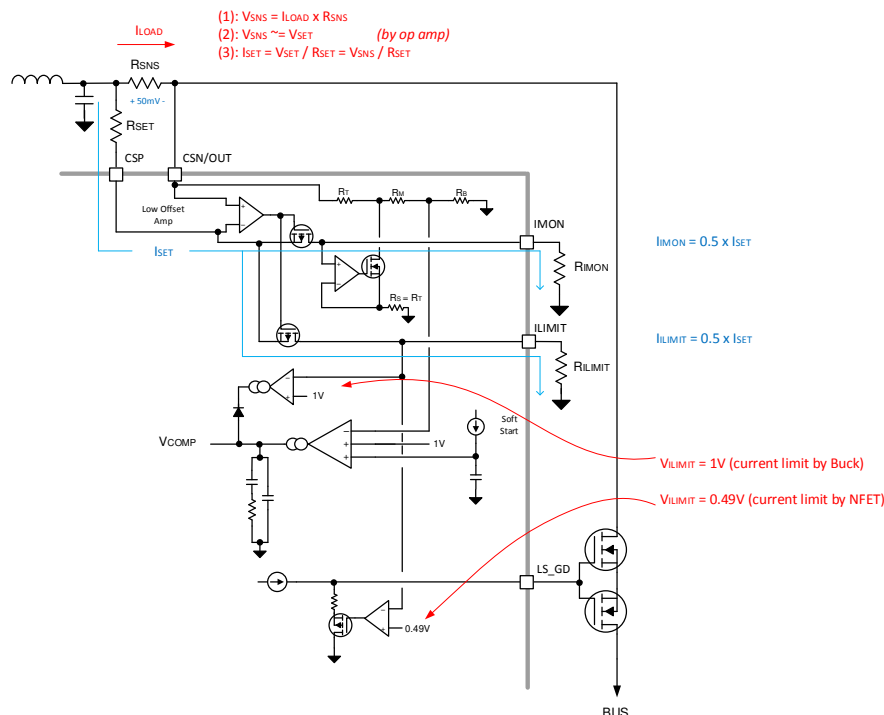 (1): VSNS = ILOAD x RSNS
(2): VSNS ~= VSET (by op amp)
(3): ISET = VSET / RSET = VSNS / RSET
ILOAD
RSNS
+ 50mV -
RSET
CSP
CSN/OUT
RT
RM
RB
Low Offset
Amp
IMON
ISET
IIMON = 0.5 x ISET
RIMON
RS = RT
ILIMIT
IILIMIT = 0.5 x ISET
RILIMIT
1V
Soft
Start
VCOMP
1V
VILIMIT = 1V (current limit by Buck)
VILIMIT = 0.49V (current limit by NFET)
LS_GD
0.49V
BUS